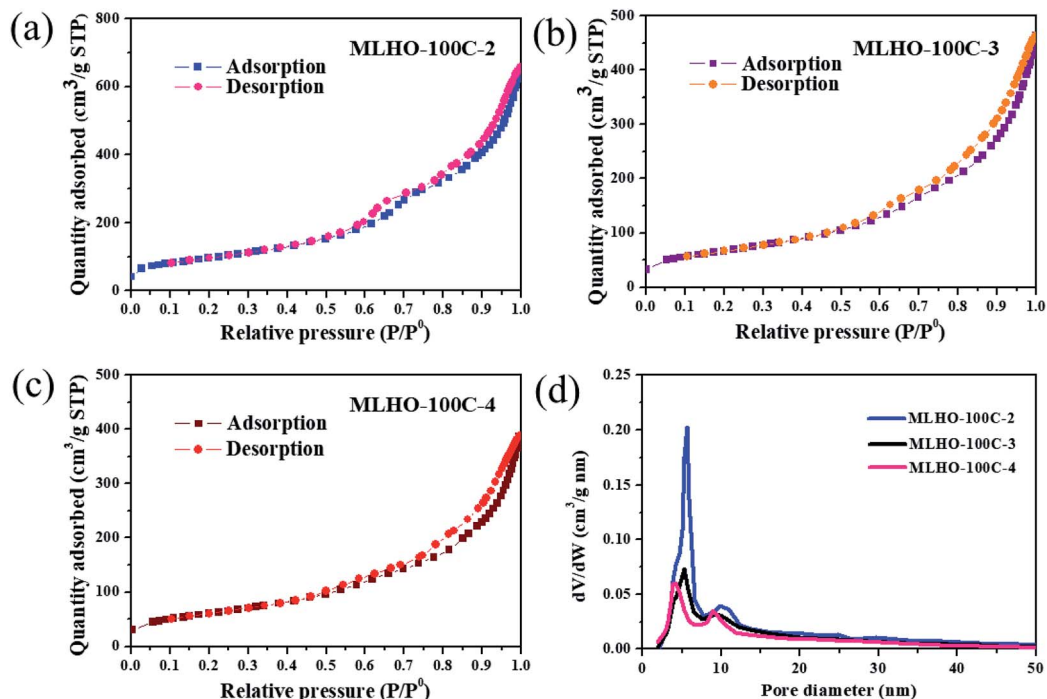 (a)
MLHO-100C-2
Adsorption
Desorption
Quantity adsorbed (cm³/g STP)
800
600
400
200
0
0.0 0.1 0.2 0.3 0.4 0.5 0.6 0.7 0.8 0.9 1.0
Relative pressure (P/P⁰)
(b)
MLHO-100C-3
Adsorption
Desorption
Quantity adsorbed (cm³/g STP)
500
400
300
200
100
0
0.0 0.1 0.2 0.3 0.4 0.5 0.6 0.7 0.8 0.9 1.0
Relative pressure (P/P⁰)
(c)
MLHO-100C-4
Adsorption
Desorption
Quantity adsorbed (cm³/g STP)
500
400
300
200
100
0
0.0 0.1 0.2 0.3 0.4 0.5 0.6 0.7 0.8 0.9 1.0
Relative pressure (P/P⁰)
(d)
MLHO-100C-2
MLHO-100C-3
MLHO-100C-4
dV/dW (cm³/g nm)
0.25
0.20
0.15
0.10
0.05
0.00
0 10 20 30 40 50
Pore diameter (nm)